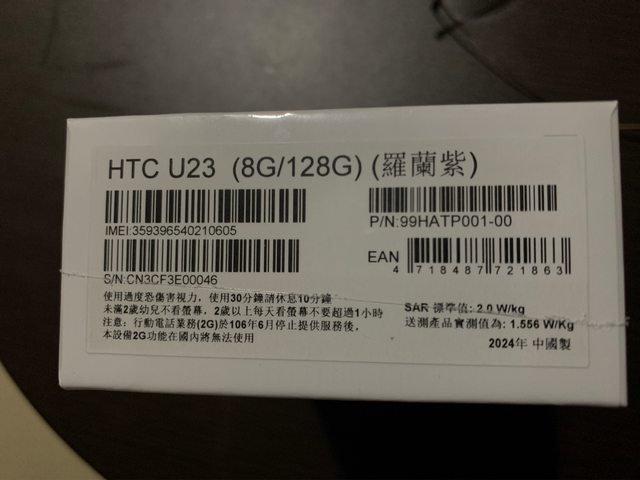 HTC U23 (8G/128G) (羅蘭紫)
IMEI:359396540210605
P/N:99HATP001-00
S/N:CN3CF3E00046
EAN
4 718487 721863
使用過度恐傷害視力，使用30分鐘請休息10分鐘
未滿2歲幼兒不看螢幕，2歲以上每天看螢幕不要超過1小時
注意：行動電話業務(2G)於106年6月停止提供服務後，
本設備2G功能在國內將無法使用
SAR 標準值: 2.0 W/kg
送測產品實測值為: 1.556 W/Kg
2024年 中國製